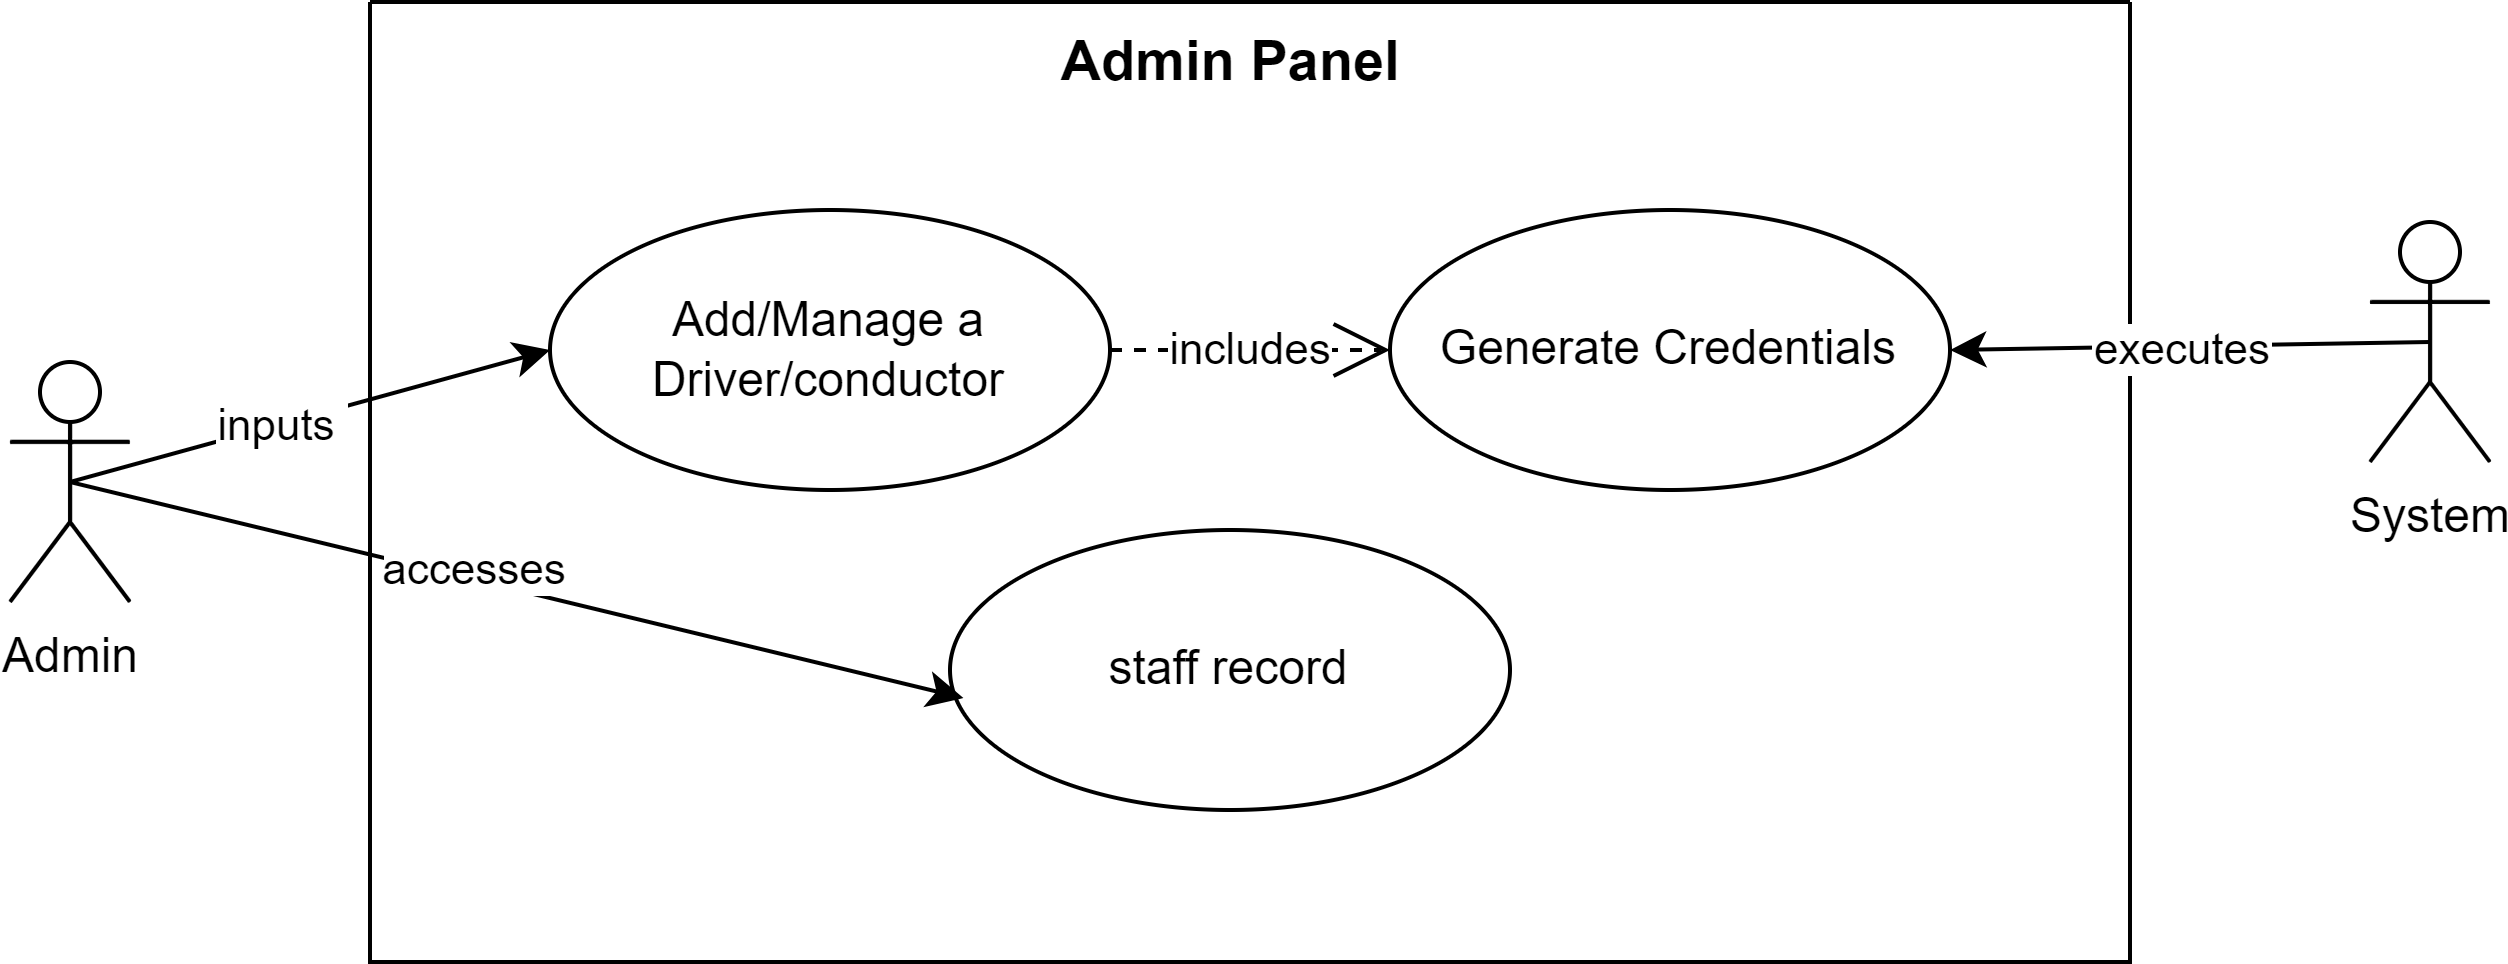 Admin Panel
Add/Manage a
Driver/conductor
includes
Generate Credentials
executes
inputs
System
accesses
Admin
staff record